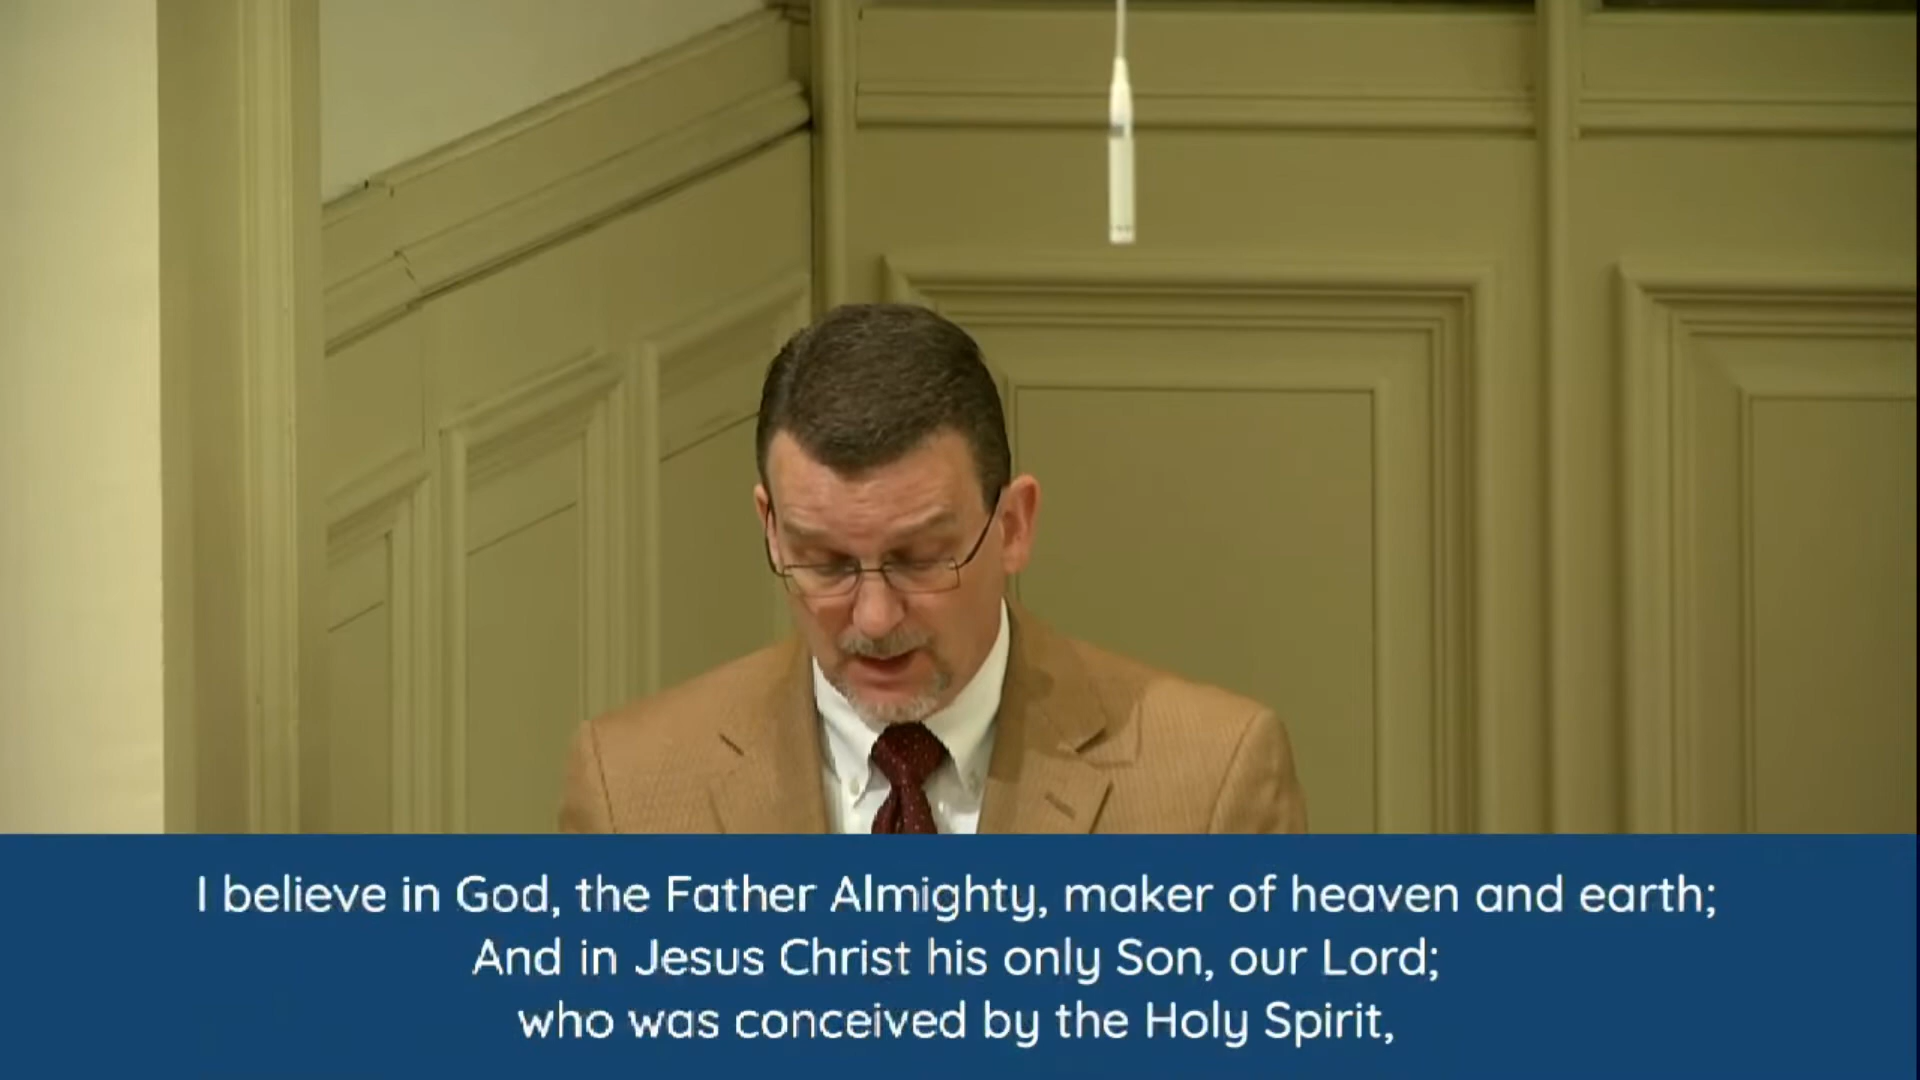 I believe in God, the Father Almighty, maker of heaven and earth;
And in Jesus Christ his only Son, our Lord;
who was conceived by the Holy Spirit,